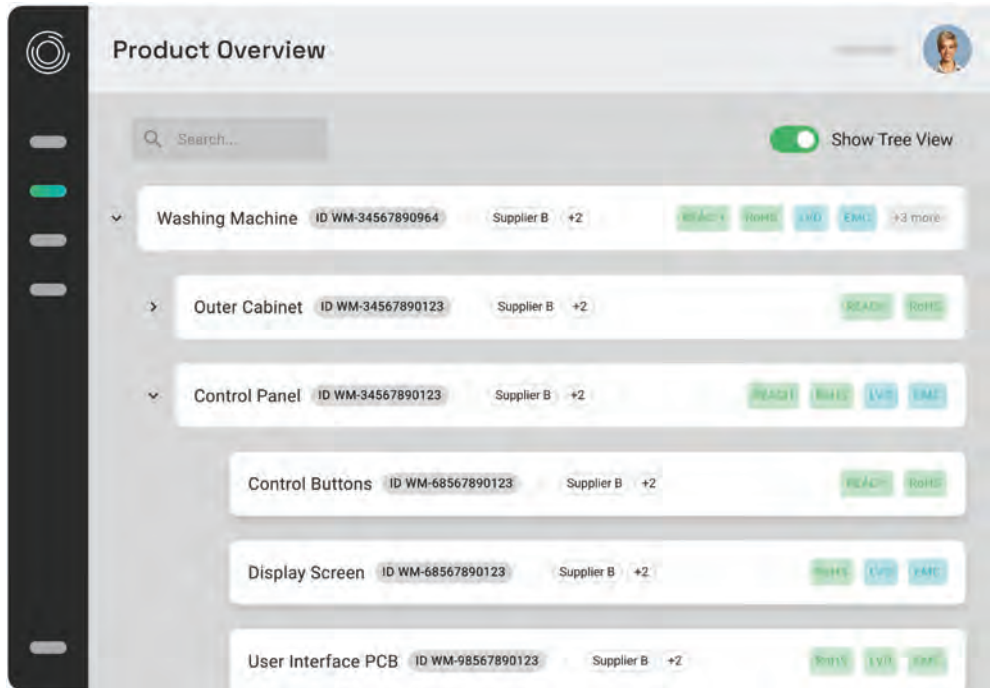 Product Overview
Search...
Show Tree View
Washing Machine ID WM-34567890964 Supplier B +2 REACH RoHS LVD EMC +3 more
Outer Cabinet ID WM-34567890123 Supplier B +2 REACH RoHS
Control Panel ID WM-34567890123 Supplier B +2 REACH RoHS LVD EMC
Control Buttons ID WM-68567890123 Supplier B +2 REACH RoHS
Display Screen ID WM-68567890123 Supplier B +2 RoHS LVD EMC
User Interface PCB ID WM-98567890123 Supplier B +2 RoHS LVD EMC